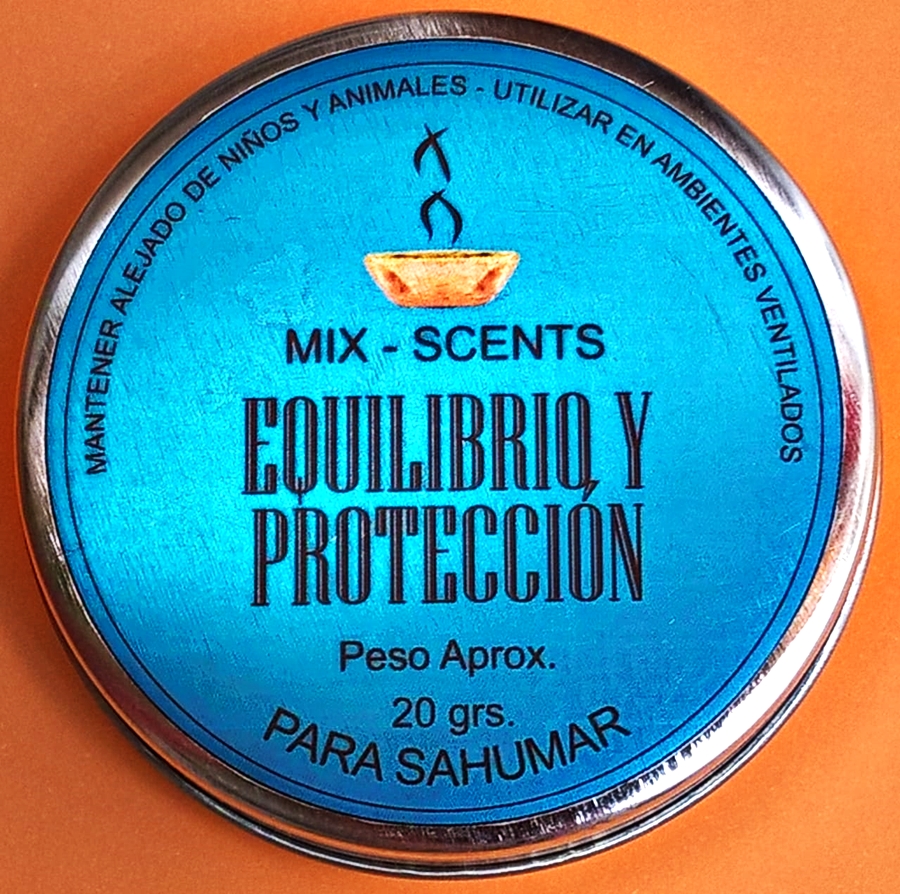 MANTENER ALEJADO DE NIÑOS Y ANIMALES - UTILIZAR EN AMBIENTES VENTILADOS
MIX - SCENTS
EQUILIBRIO Y
PROTECCIÓN
Peso Aprox.
20 grs.
PARA SAHUMAR